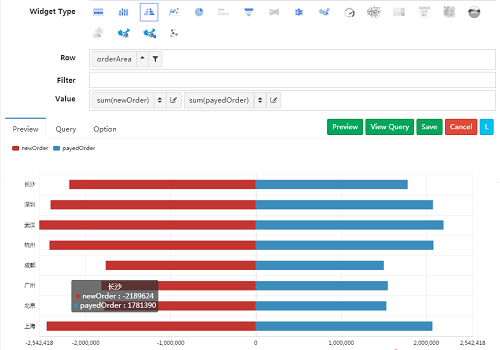 Widget Type
Row
orderArea
Filter
Value
sum(newOrder)
sum(payedOrder)
Preview Query Option
Preview View Query Save Cancel L
newOrder payedOrder
长沙
深圳
武汉
杭州
成都
广州
北京
上海
长沙
newOrder : -2189624
payedOrder : 1781390
-2,542,418 -2,000,000 -1,000,000 0 1,000,000 2,000,000 2,542,418